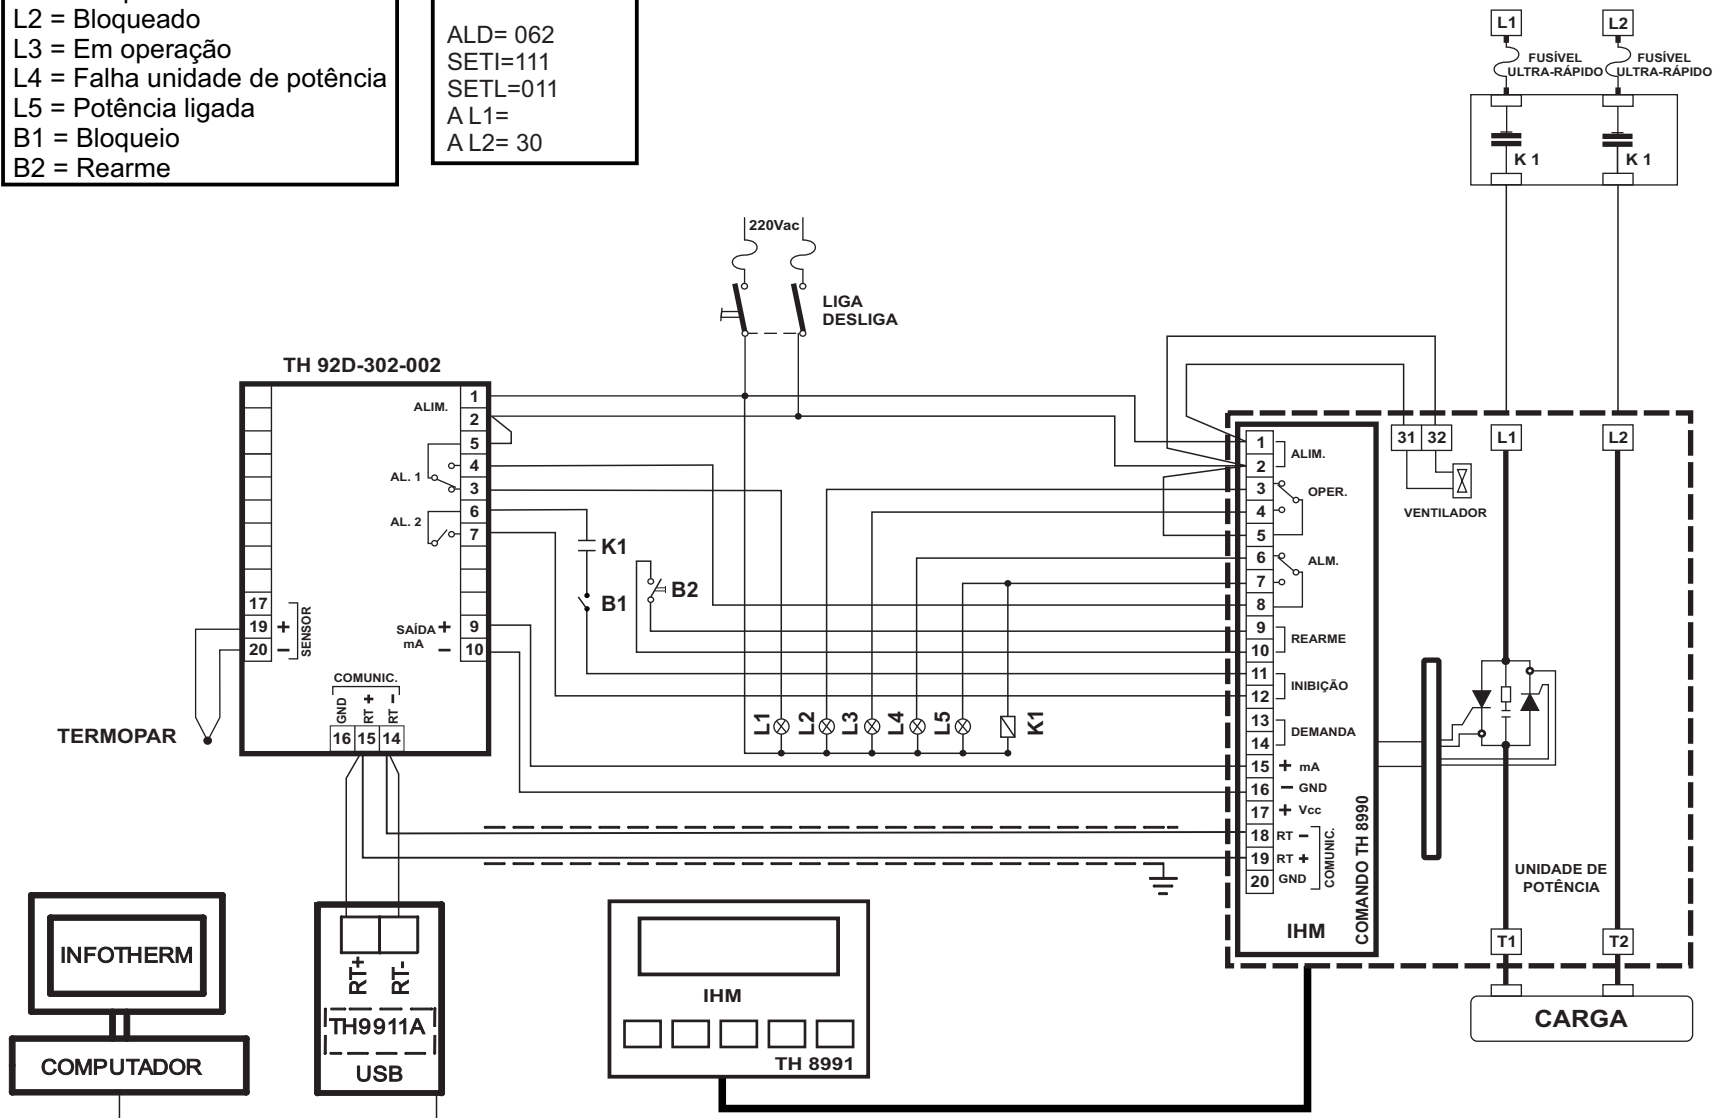 L2 = Bloqueado
L3 = Em operação
L4 = Falha unidade de potência
L5 = Potência ligada
B1 = Bloqueio
B2 = Rearme
ALD= 062
SETI=111
SETL=011
A L1=
A L2= 30
L1
L2
FUSÍVEL
ULTRA-RÁPIDO
FUSÍVEL
ULTRA-RÁPIDO
K 1
K 1
220Vac
LIGA
DESLIGA
TH 92D-302-002
ALIM.
1
2
5
4
3
6
7
AL. 1
AL. 2
9
10
SAÍDA +
mA −
17
19 +
20 −
SENSOR
COMUNIC.
GND
RT +
RT −
16
15
14
TERMOPAR
K1
B1
B2
L1
L2
L3
L4
L5
K1
1
2
ALIM.
3
4
5
OPER.
6
7
8
ALM.
9
10
REARME
11
12
INIBIÇÃO
13
14
DEMANDA
15 + mA
16 − GND
17 + Vcc
18 RT −
19 RT +
20 GND
COMUNIC.
COMANDO TH 8990
IHM
31
32
VENTILADOR
L1
L2
UNIDADE DE
POTÊNCIA
T1
T2
CARGA
INFOTHERM
COMPUTADOR
RT+
RT-
TH9911A
USB
IHM
TH 8991